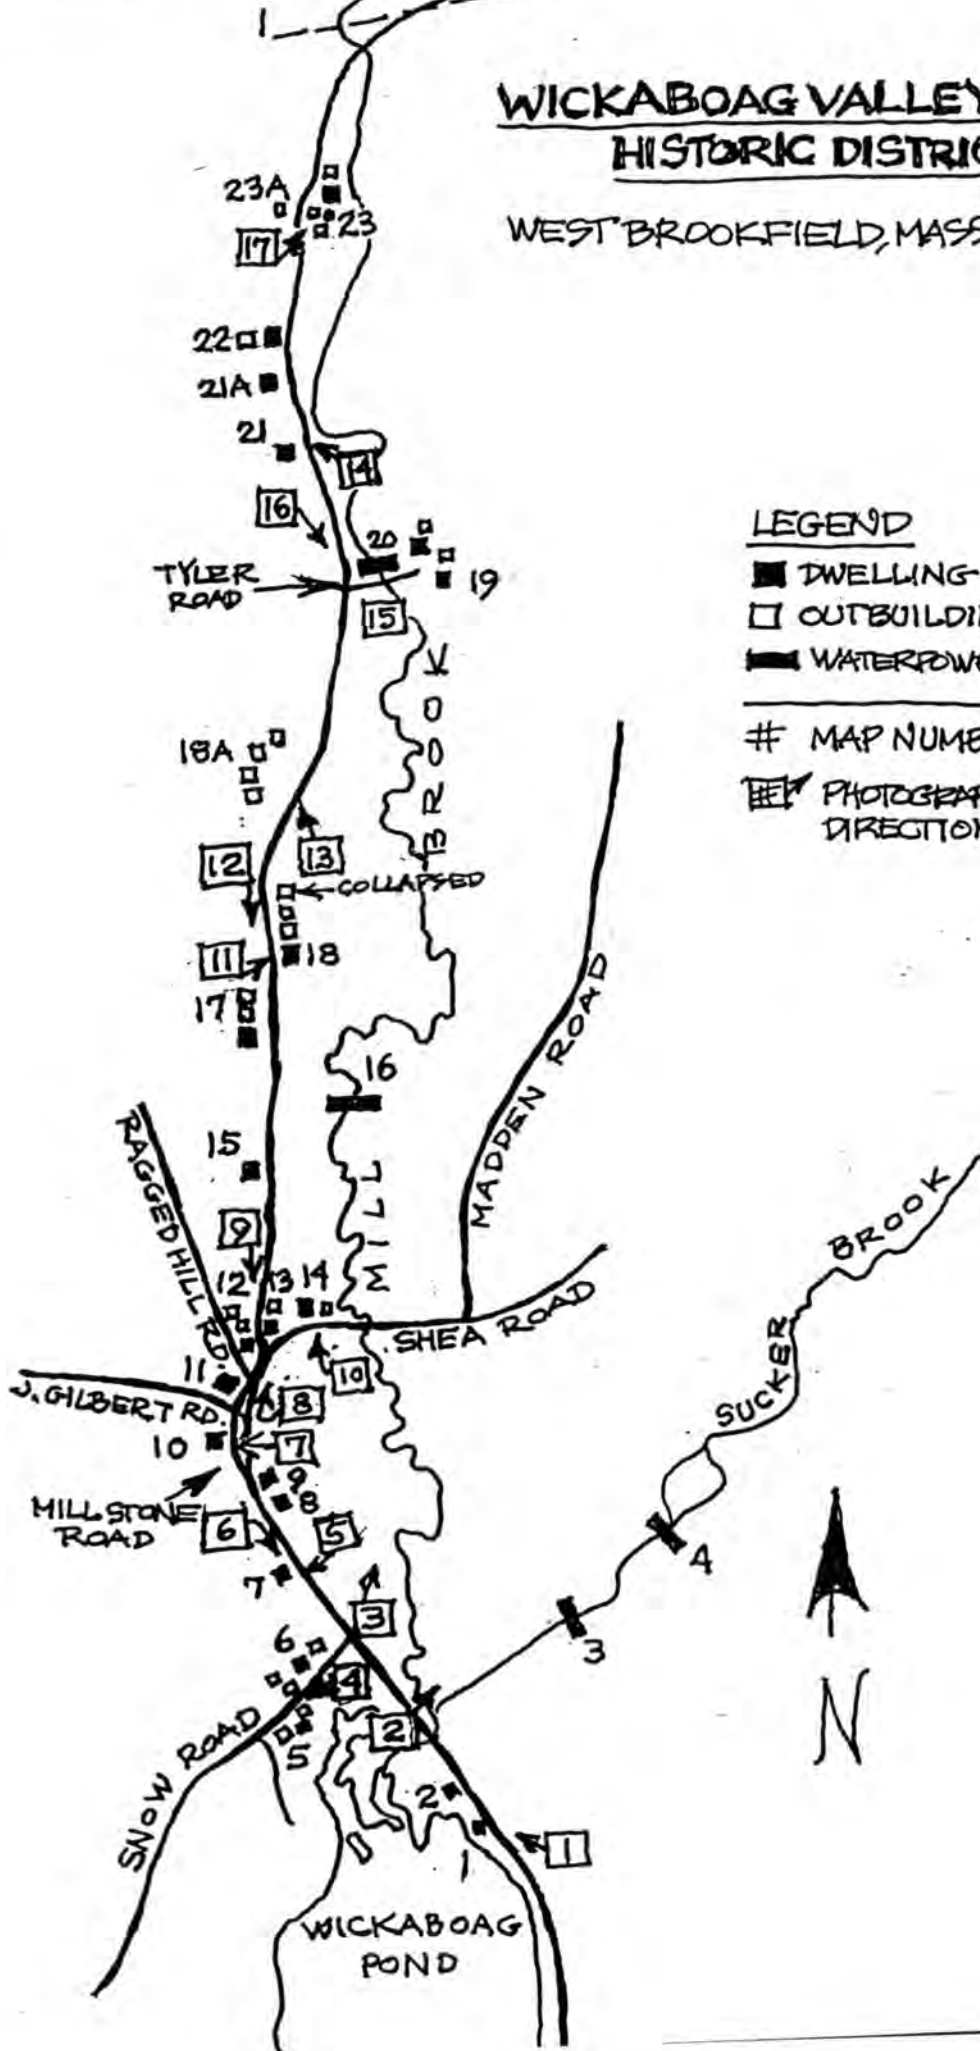 1
WICKABOAG VALLEY
HISTORIC DISTRIC
WEST BROOKFIELD, MASS
23A
23
17
22
21A
21
14
16
20
19
TYLER
ROAD
15
LEGEND
DWELLING
OUTBUILDI
WATERPOW
# MAP NUMB
PHOTOGRAP
DIRECTION
BROOK
18A
13
12
COLLAPSED
18
11
17
16
MADDEN ROAD
15
RAGGED HILL RD.
MILL
9
12
13
14
SHEA ROAD
10
11
J. GILBERT RD.
8
7
10
9
8
MILLSTONE
ROAD
6
5
7
SUCKER BROOK
4
3
3
6
4
SNOW ROAD
5
2
2
1
1
N
WICKABOAG
POND